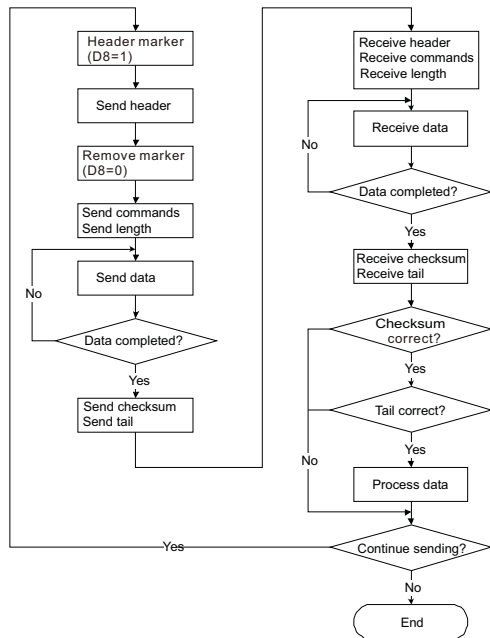 Header marker
(D8=1)
Send header
Remove marker
(D8=0)
Send commands
Send length
Send data
No
Data completed?
Yes
Send checksum
Send tail
Receive header
Receive commands
Receive length
Receive data
No
Data completed?
Yes
Receive checksum
Receive tail
Checksum
correct?
Yes
Tail correct?
Yes
No
Process data
Continue sending?
Yes
No
End